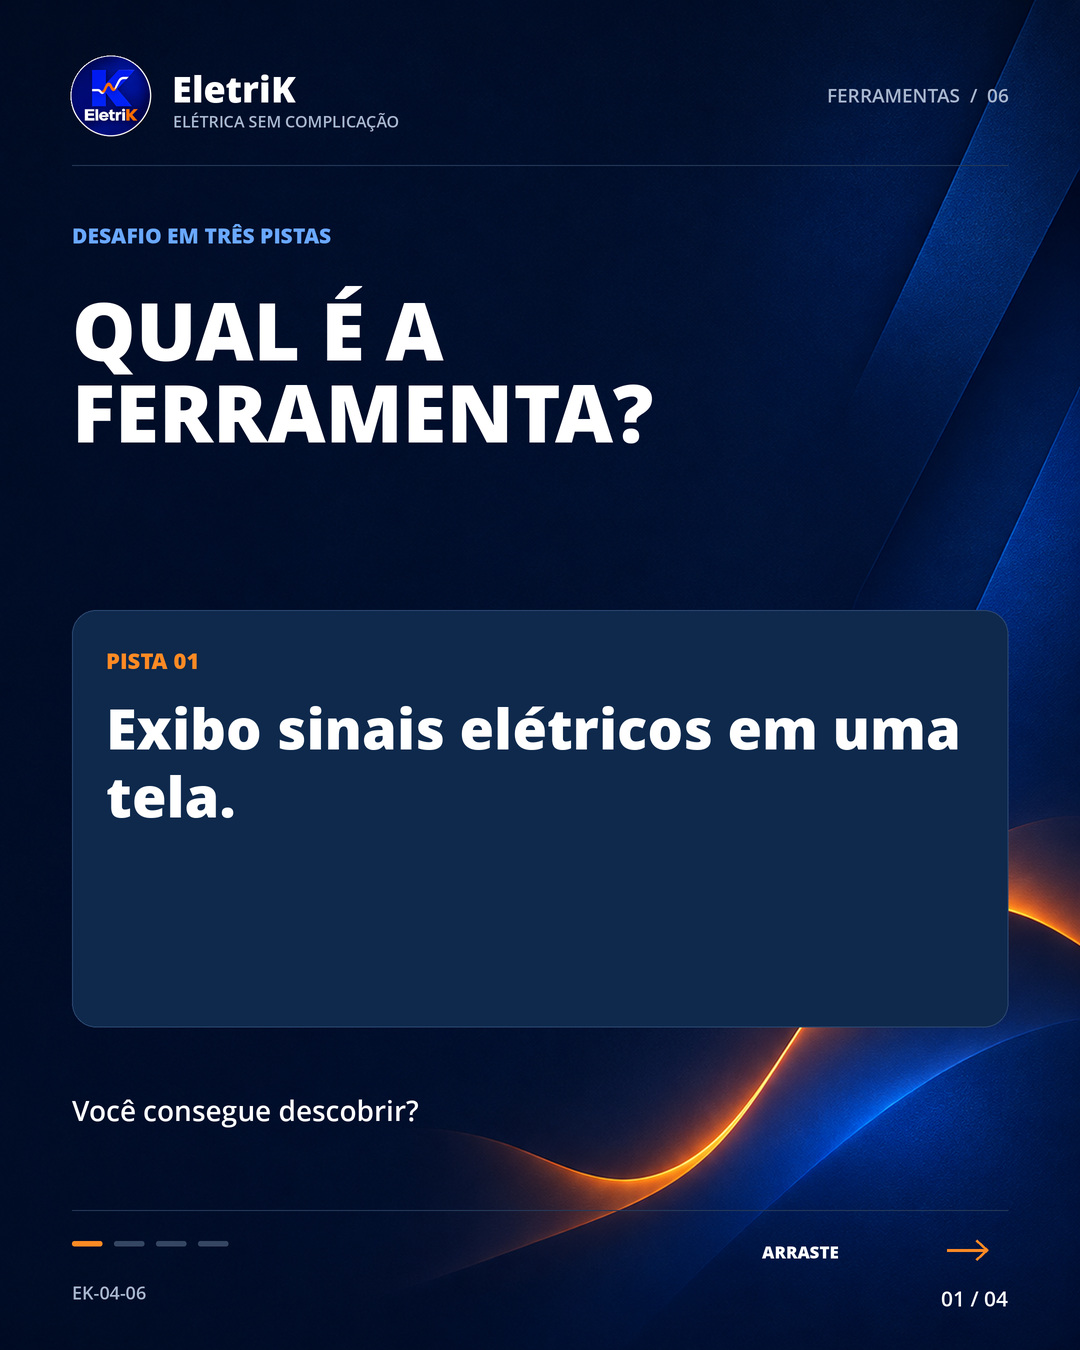 EletriK
EletriK
ELÉTRICA SEM COMPLICAÇÃO
FERRAMENTAS / 06
DESAFIO EM TRÊS PISTAS
QUAL É A
FERRAMENTA?
PISTA 01
Exibo sinais elétricos em uma
tela.
Você consegue descobrir?
ARRASTE
EK-04-06
01 / 04